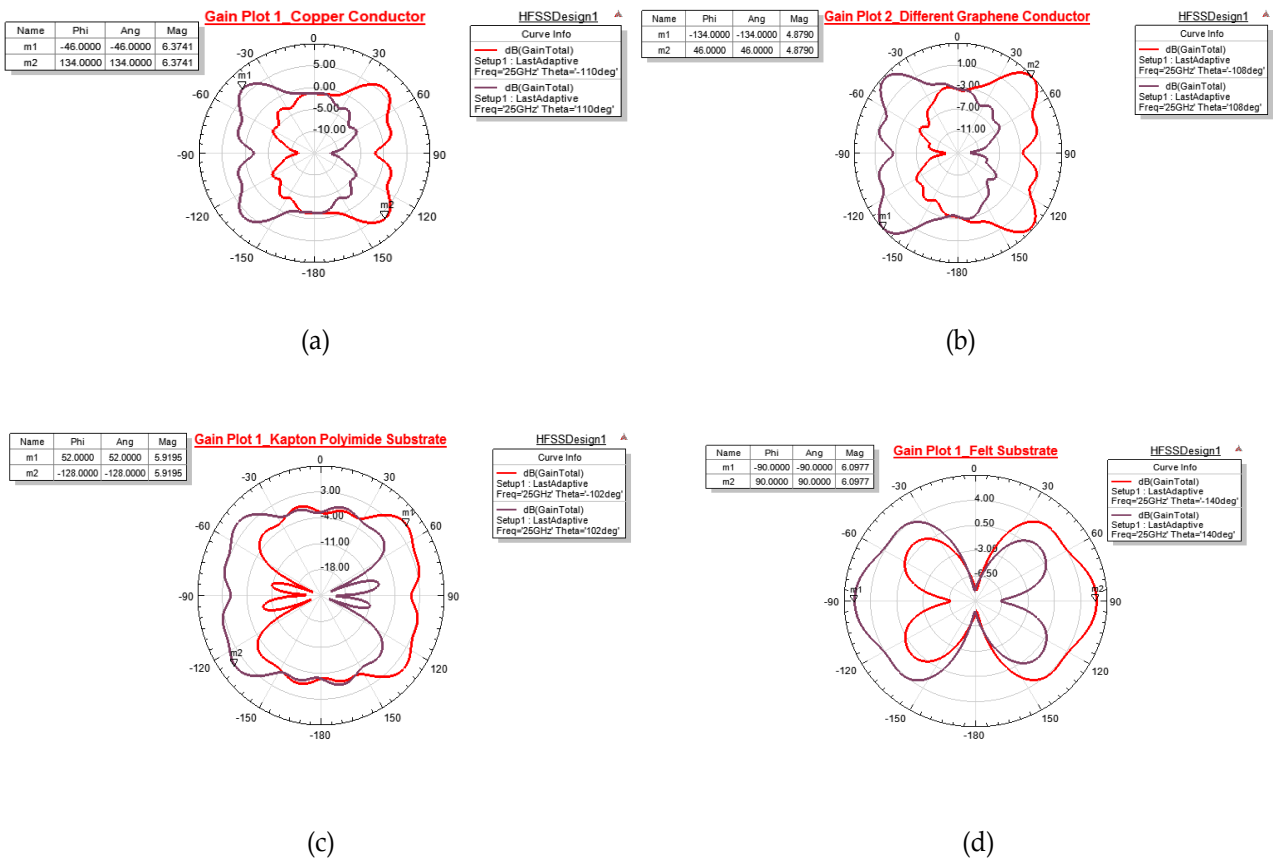 Gain Plot 1_Copper Conductor
Name Phi Ang Mag
m1 -46.0000 -46.0000 6.3741
m2 134.0000 134.0000 6.3741
HFSSDesign1
Curve Info
dB(GainTotal)
Setup1 : LastAdaptive
Freq='25GHz' Theta='-110deg'
dB(GainTotal)
Setup1 : LastAdaptive
Freq='25GHz' Theta='110deg'
0
-30 30
5.00
m1
-60 60
0.00
-5.00
-10.00
-90 90
m2
-120 120
-150 150
-180
(a)
Gain Plot 2_Different Graphene Conductor
Name Phi Ang Mag
m1 -134.0000 -134.0000 4.8790
m2 46.0000 46.0000 4.8790
HFSSDesign1
Curve Info
dB(GainTotal)
Setup1 : LastAdaptive
Freq='25GHz' Theta='-108deg'
dB(GainTotal)
Setup1 : LastAdaptive
Freq='25GHz' Theta='108deg'
0
-30 30
1.00
m2
-60 60
-3.00
-7.00
-11.00
-90 90
m1
-120 120
-150 150
-180
(b)
Gain Plot 1_Kapton Polyimide Substrate
Name Phi Ang Mag
m1 52.0000 52.0000 5.9195
m2 -128.0000 -128.0000 5.9195
HFSSDesign1
Curve Info
dB(GainTotal)
Setup1 : LastAdaptive
Freq='25GHz' Theta='-102deg'
dB(GainTotal)
Setup1 : LastAdaptive
Freq='25GHz' Theta='102deg'
0
-30 30
3.00
m1
-60 60
-4.00
-11.00
-18.00
-90 90
m2
-120 120
-150 150
-180
(c)
Gain Plot 1_Felt Substrate
Name Phi Ang Mag
m1 -90.0000 -90.0000 6.0977
m2 90.0000 90.0000 6.0977
HFSSDesign1
Curve Info
dB(GainTotal)
Setup1 : LastAdaptive
Freq='25GHz' Theta='-140deg'
dB(GainTotal)
Setup1 : LastAdaptive
Freq='25GHz' Theta='140deg'
0
-30 30
4.00
-60 60
0.50
-3.00
-6.50
m1 m2
-90 90
-120 120
-150 150
-180
(d)